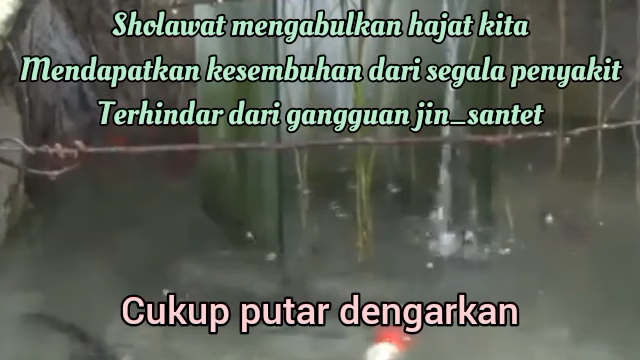 Sholawat mengabulkan hajat kita
Mendapatkan kesembuhan dari segala penyakit
Terhindar dari gangguan jin_santet
Cukup putar dengarkan